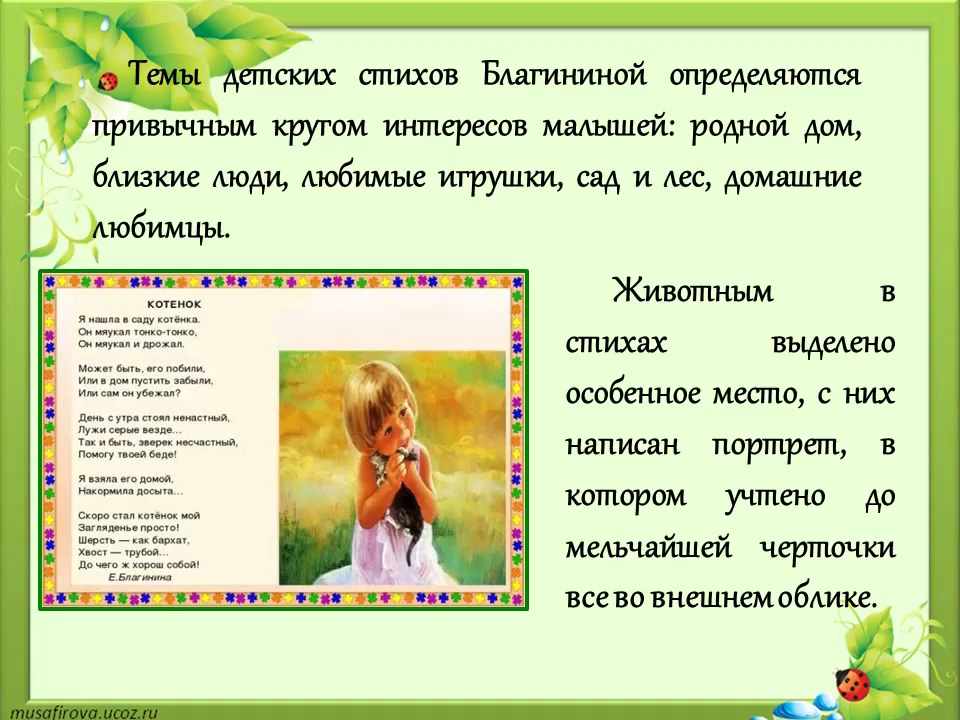 Темы детских стихов Благининой определяются
привычным кругом интересов малышей: родной дом,
близкие люди, любимые игрушки, сад и лес, домашние
любимцы.
КОТЕНОК
Я нашла в саду котёнка.
Он мяукал тонко-тонко,
Он мяукал и дрожал.
Может быть, его побили,
Или в дом пустить забыли,
Или сам он убежал?
День с утра стоял ненастный,
Лужи серые везде...
Так и быть, зверек несчастный,
Помогу твоей беде!
Я взяла его домой,
Накормила досыта...
Скоро стал котёнок мой
Загляденье просто!
Шерсть — как бархат,
Хвост — трубой...
До чего ж хорош собой!
Е.Благинина
Животным в
стихах выделено
особенное место, с них
написан портрет, в
котором учтено до
мельчайшей черточки
все во внешнем облике.
musafirova.ucoz.ru